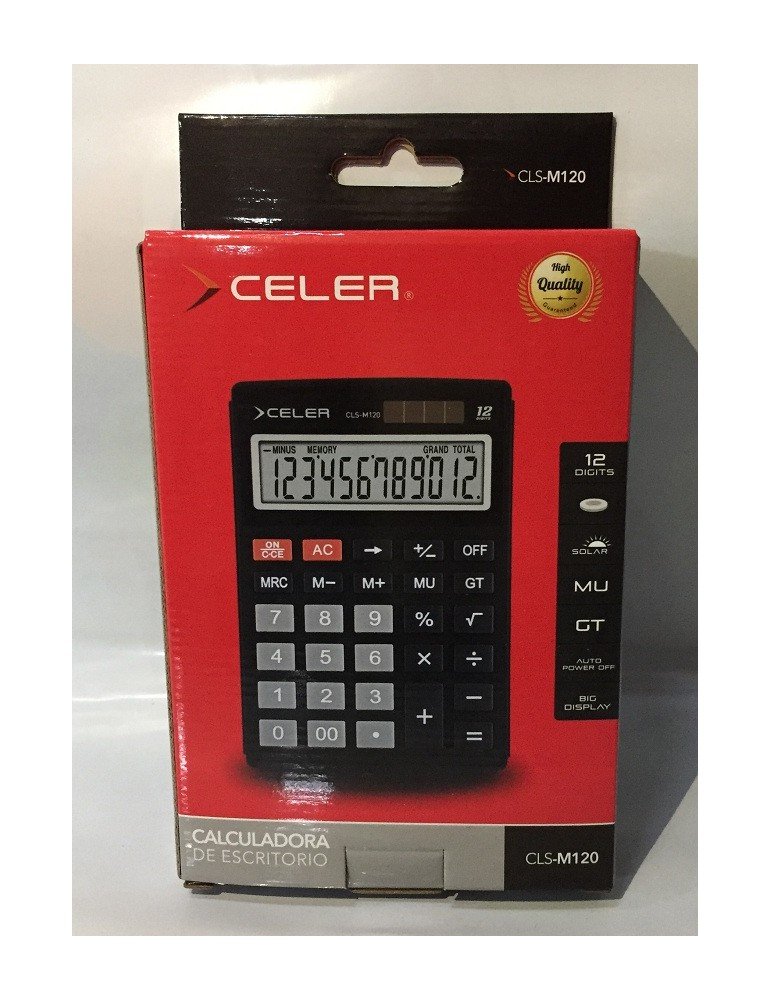 CLS-M120
CELER®
High
Quality
Guaranteed
CELER CLS-M120 12
DIGITS
MINUS MEMORY GRAND TOTAL
123456789012.
12
DIGITS
SOLAR
MU
GT
AUTO
POWER OFF
BIG
DISPLAY
ON
C·CE AC → +/− OFF
MRC M− M+ MU GT
7 8 9 % √
4 5 6 × ÷
1 2 3 + −
0 00 • =
CALCULADORA
DE ESCRITORIO
CLS-M120